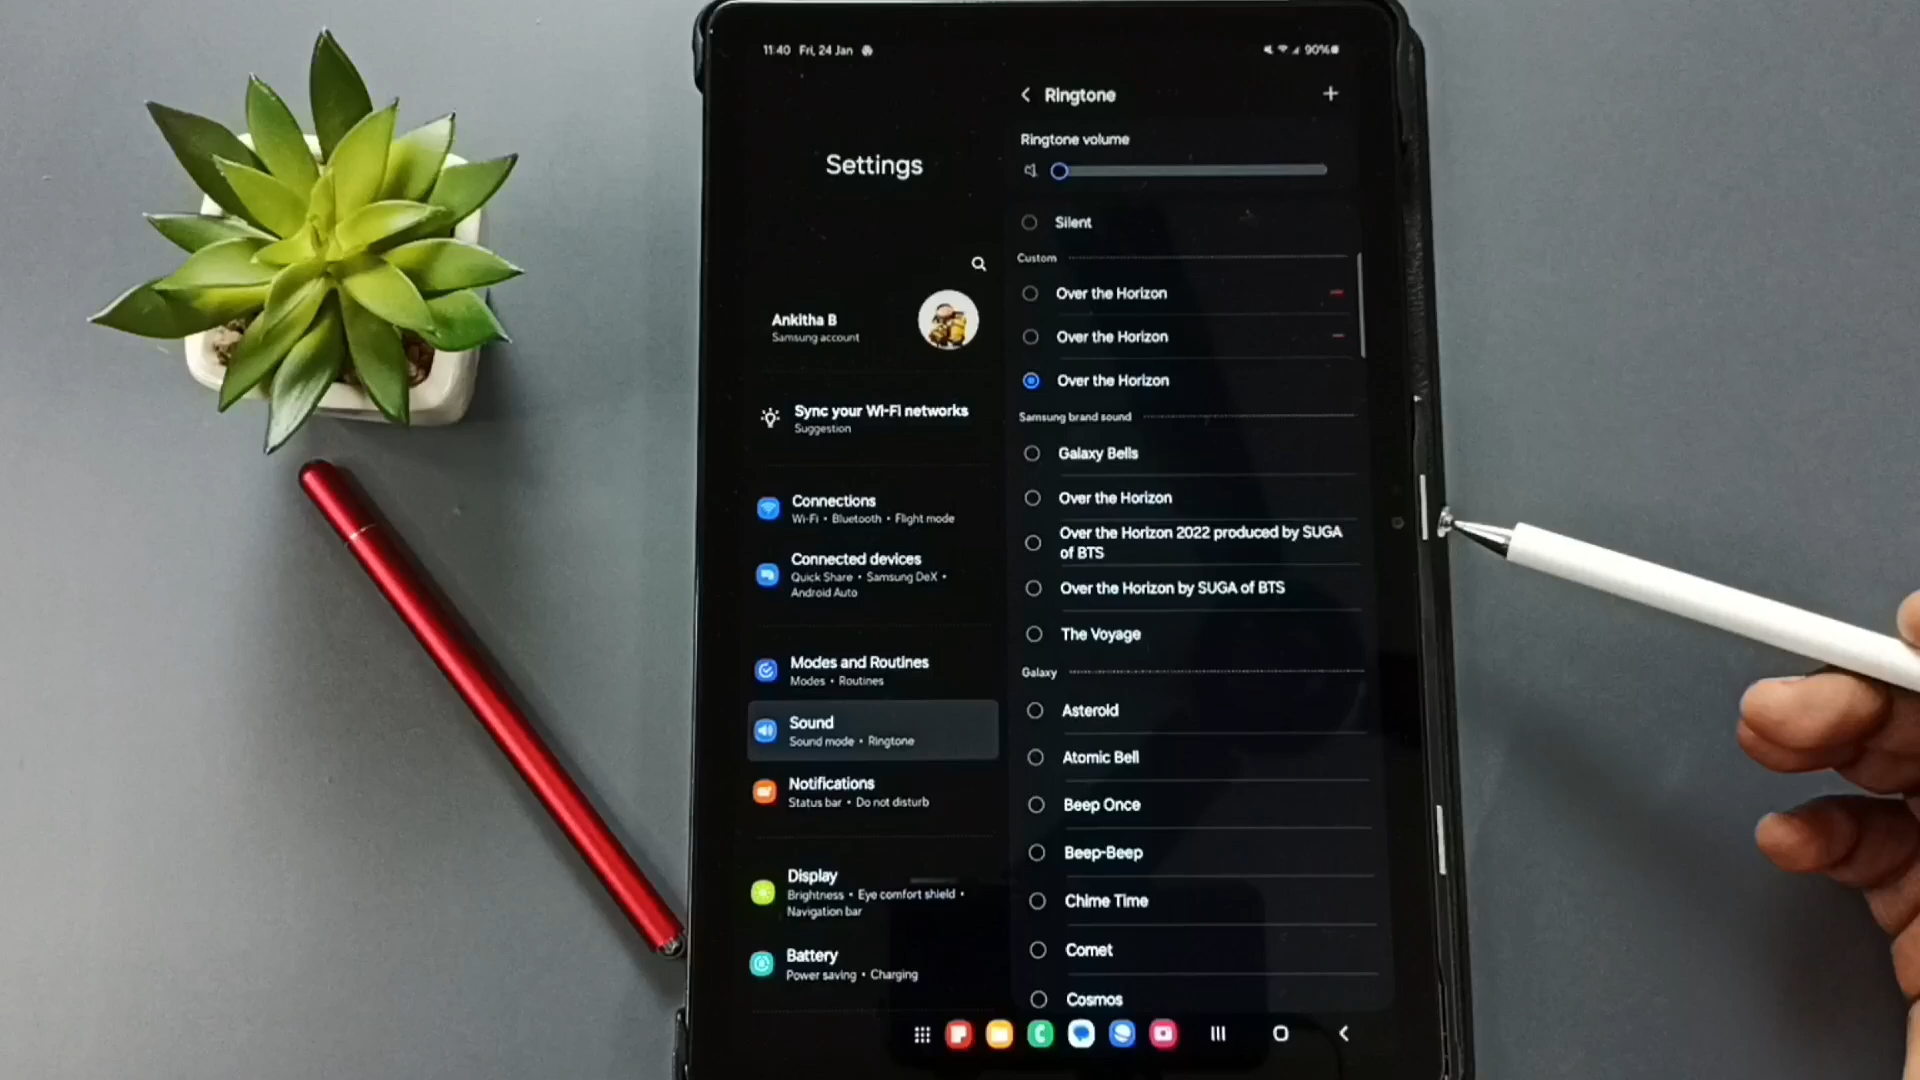 11:40 Fri, 24 Jan
90%
Settings
Ankitha B
Samsung account
Sync your Wi-Fi networks
Suggestion
Connections
Wi-Fi • Bluetooth • Flight mode
Connected devices
Quick Share • Samsung DeX •
Android Auto
Modes and Routines
Modes • Routines
Sound
Sound mode • Ringtone
Notifications
Status bar • Do not disturb
Display
Brightness • Eye comfort shield •
Navigation bar
Battery
Power saving • Charging
Ringtone
Ringtone volume
Silent
Custom
Over the Horizon
Over the Horizon
Over the Horizon
Samsung brand sound
Galaxy Bells
Over the Horizon
Over the Horizon 2022 produced by SUGA
of BTS
Over the Horizon by SUGA of BTS
The Voyage
Galaxy
Asteroid
Atomic Bell
Beep Once
Beep-Beep
Chime Time
Comet
Cosmos